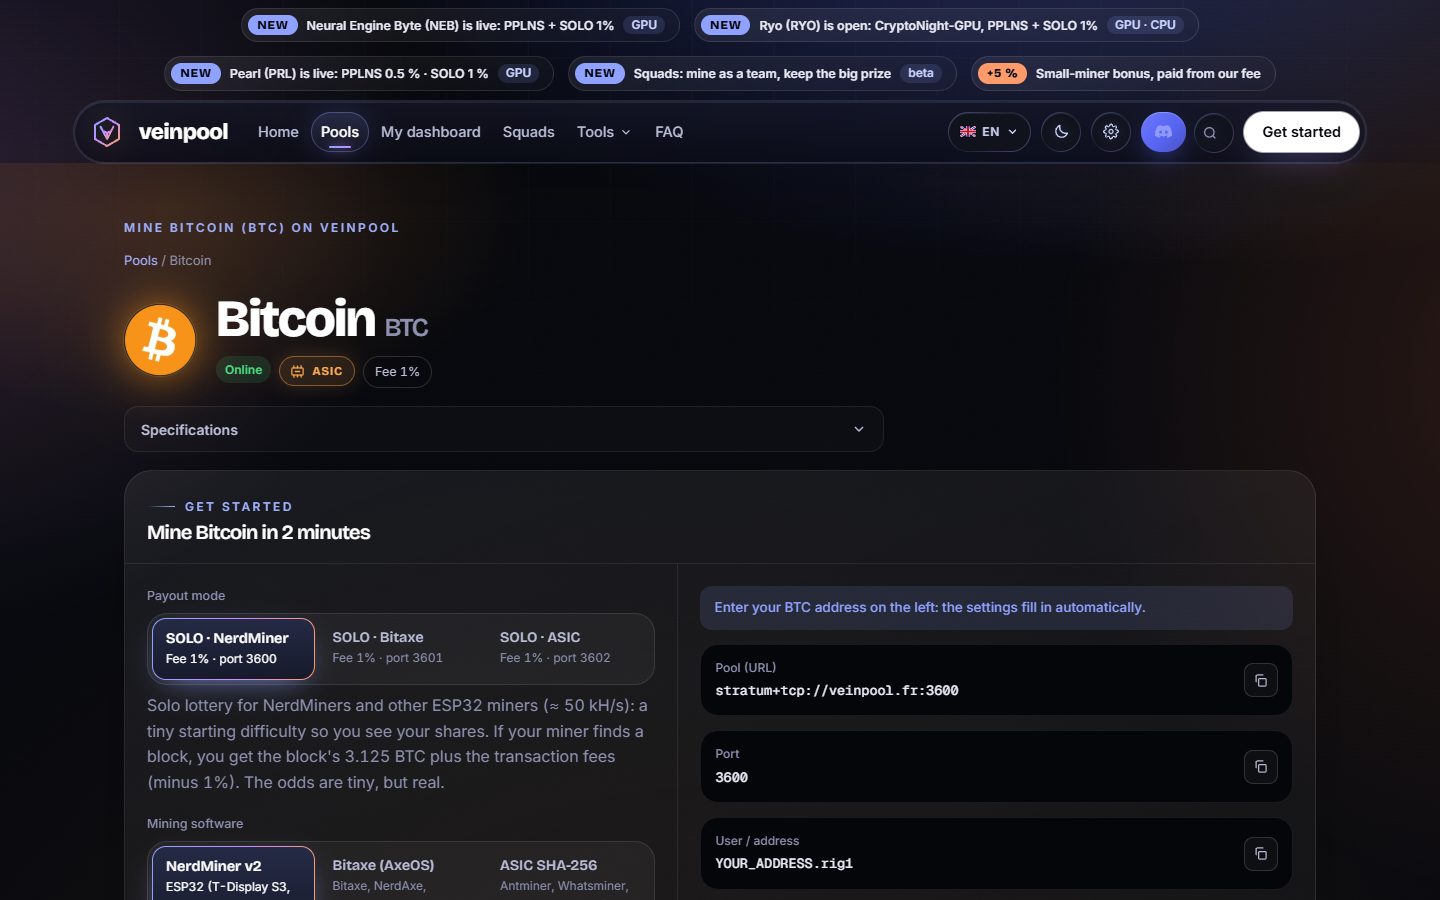 NEW Neural Engine Byte (NEB) is live: PPLNS + SOLO 1% GPU
NEW Ryo (RYO) is open: CryptoNight-GPU, PPLNS + SOLO 1% GPU · CPU
NEW Pearl (PRL) is live: PPLNS 0.5 % · SOLO 1 % GPU
NEW Squads: mine as a team, keep the big prize beta
+5 % Small-miner bonus, paid from our fee
veinpool Home Pools My dashboard Squads Tools FAQ EN Get started
MINE BITCOIN (BTC) ON VEINPOOL
Pools / Bitcoin
Bitcoin BTC
Online ASIC Fee 1%
Specifications
GET STARTED
Mine Bitcoin in 2 minutes
Payout mode
SOLO · NerdMiner
Fee 1% · port 3600
SOLO · Bitaxe
Fee 1% · port 3601
SOLO · ASIC
Fee 1% · port 3602
Solo lottery for NerdMiners and other ESP32 miners (≈ 50 kH/s): a
tiny starting difficulty so you see your shares. If your miner finds a
block, you get the block's 3.125 BTC plus the transaction fees
(minus 1%). The odds are tiny, but real.
Mining software
NerdMiner v2
ESP32 (T-Display S3,
Bitaxe (AxeOS)
Bitaxe, NerdAxe,
ASIC SHA-256
Antminer, Whatsminer,
Enter your BTC address on the left: the settings fill in automatically.
Pool (URL)
stratum+tcp://veinpool.fr:3600
Port
3600
User / address
YOUR_ADDRESS.rig1